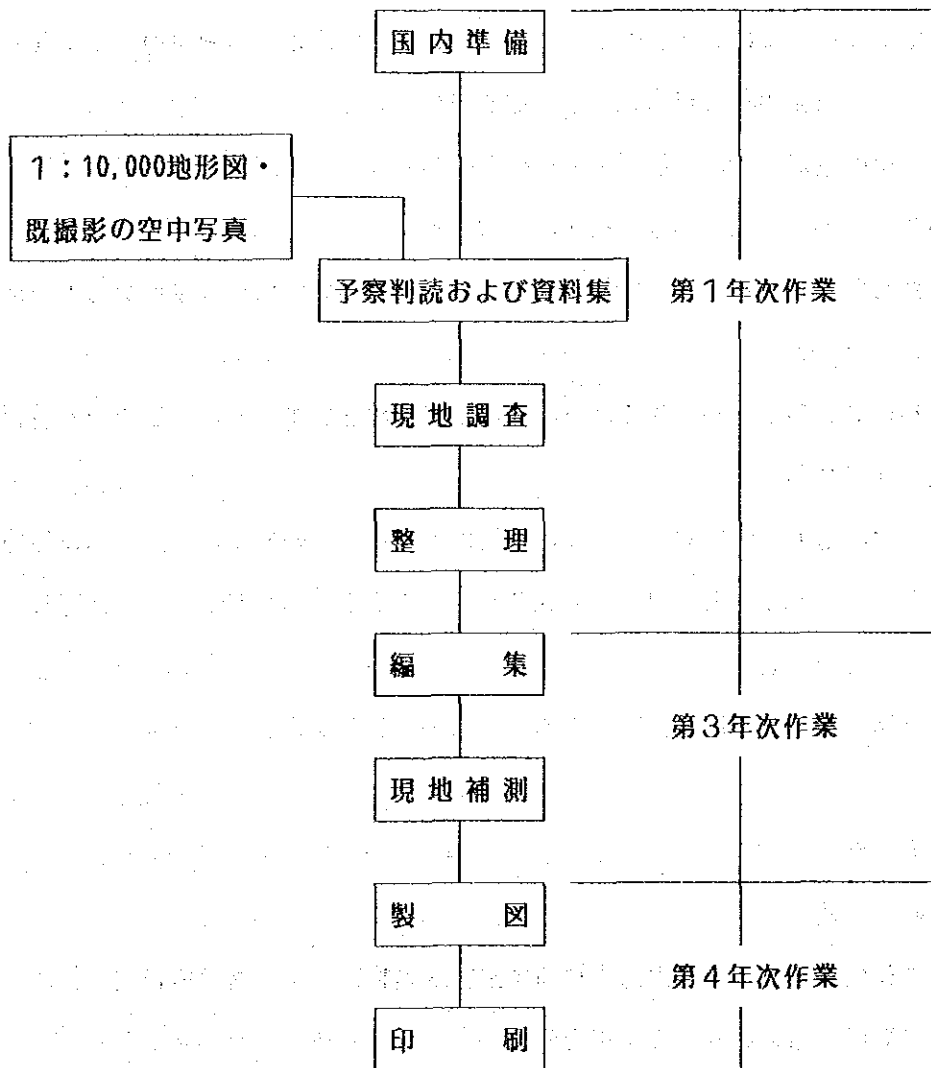 国内準備
1:10,000地形図・
既撮影の空中写真
予察判読および資料集
第1年次作業
現地調査
整理
編集
第3年次作業
現地補測
製図
第4年次作業
印刷